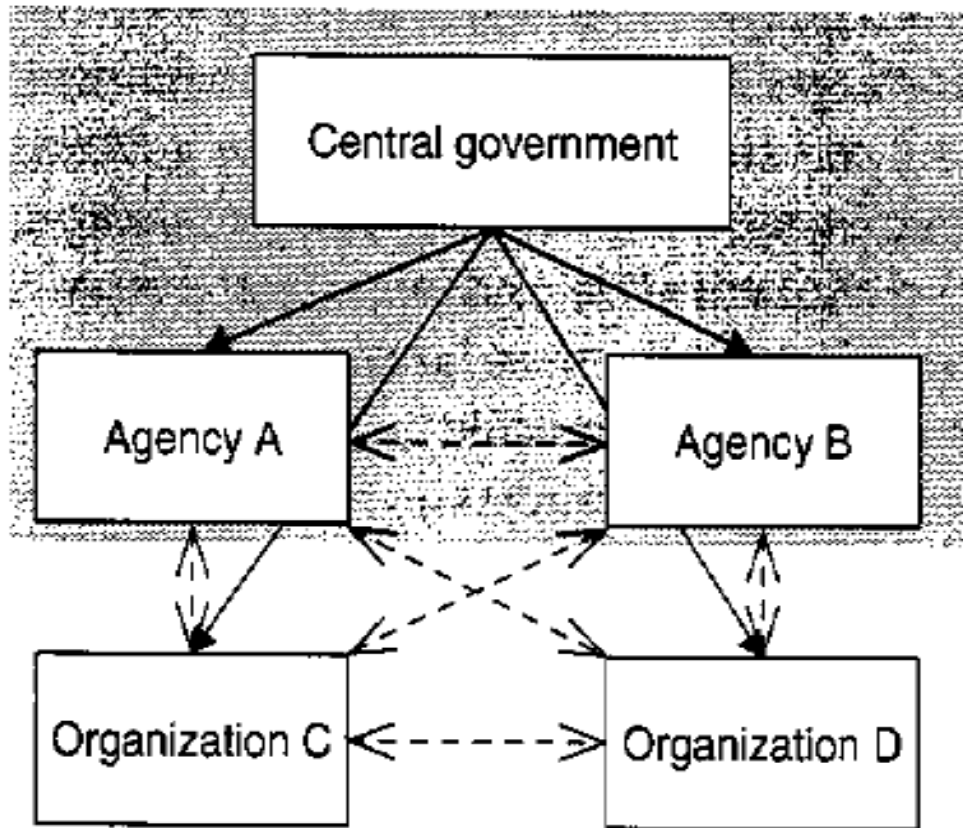 Central government
Agency A
Agency B
Organization C
Organization D